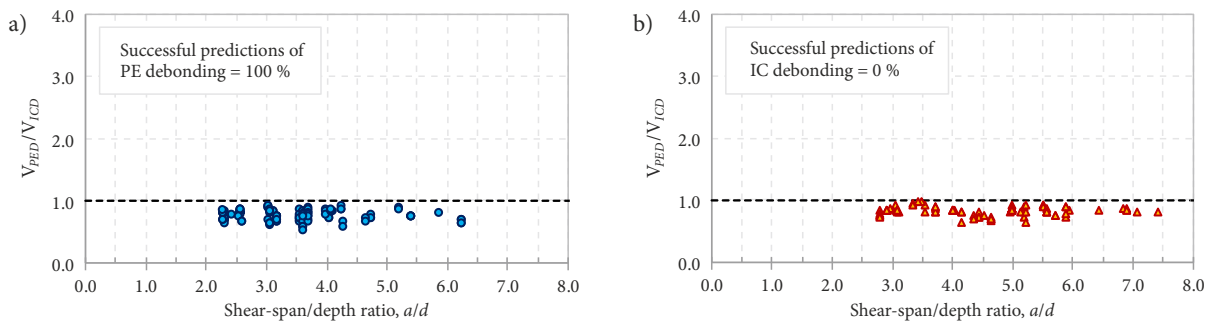 a)
4.0
3.0
2.0
1.0
0.0
V_PED/V_ICD
Successful predictions of
PE debonding = 100 %
0.0 1.0 2.0 3.0 4.0 5.0 6.0 7.0 8.0
Shear-span/depth ratio, a/d
b)
4.0
3.0
2.0
1.0
0.0
V_PED/V_ICD
Successful predictions of
IC debonding = 0 %
0.0 1.0 2.0 3.0 4.0 5.0 6.0 7.0 8.0
Shear-span/depth ratio, a/d